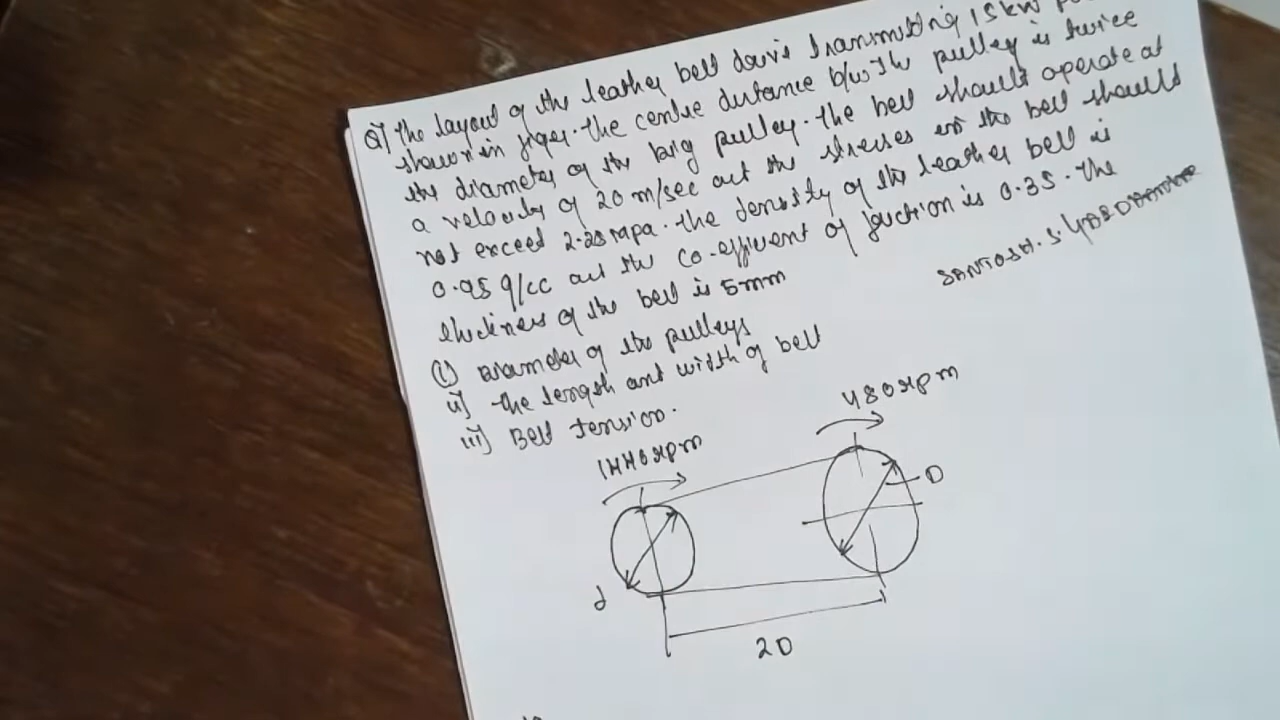 Q) The layout of the leather belt drive transmitting 15kw
shown in figer. the centre distance b/w the pulley is twice
the diameter of the big pulley. the belt should operate at
a velocity of 20 m/sec ant the stresses in the belt should
not exceed 2.25 mpa. the density of the leather belt is
0.95 g/cc ant the co-efficent of friction is 0.35. The
thickness of the belt is 5mm
SANTOSH.S.
i) Diameter of the pulleys
ii) the length ant width of belt
iii) Belt tension.
1440 rpm
480 rpm
D
d
2D